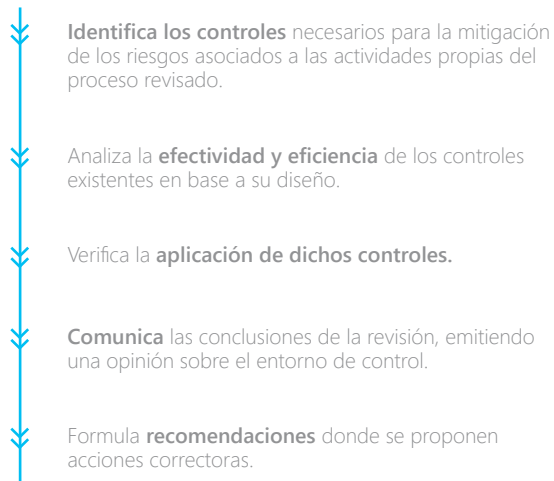 Identifica los controles necesarios para la mitigación
de los riesgos asociados a las actividades propias del
proceso revisado.
Analiza la efectividad y eficiencia de los controles
existentes en base a su diseño.
Verifica la aplicación de dichos controles.
Comunica las conclusiones de la revisión, emitiendo
una opinión sobre el entorno de control.
Formula recomendaciones donde se proponen
acciones correctoras.